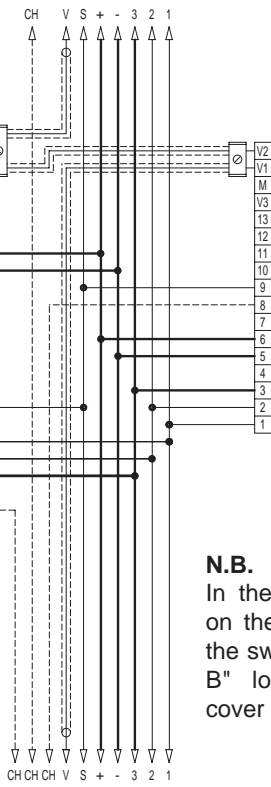 CH V S + - 3 2 1
V2
V1
M
V3
13
12
11
10
9
8
7
6
5
4
3
2
1
N.B.
In the
on the
the sw
B" lo
cover
CH CH CH V S + - 3 2 1